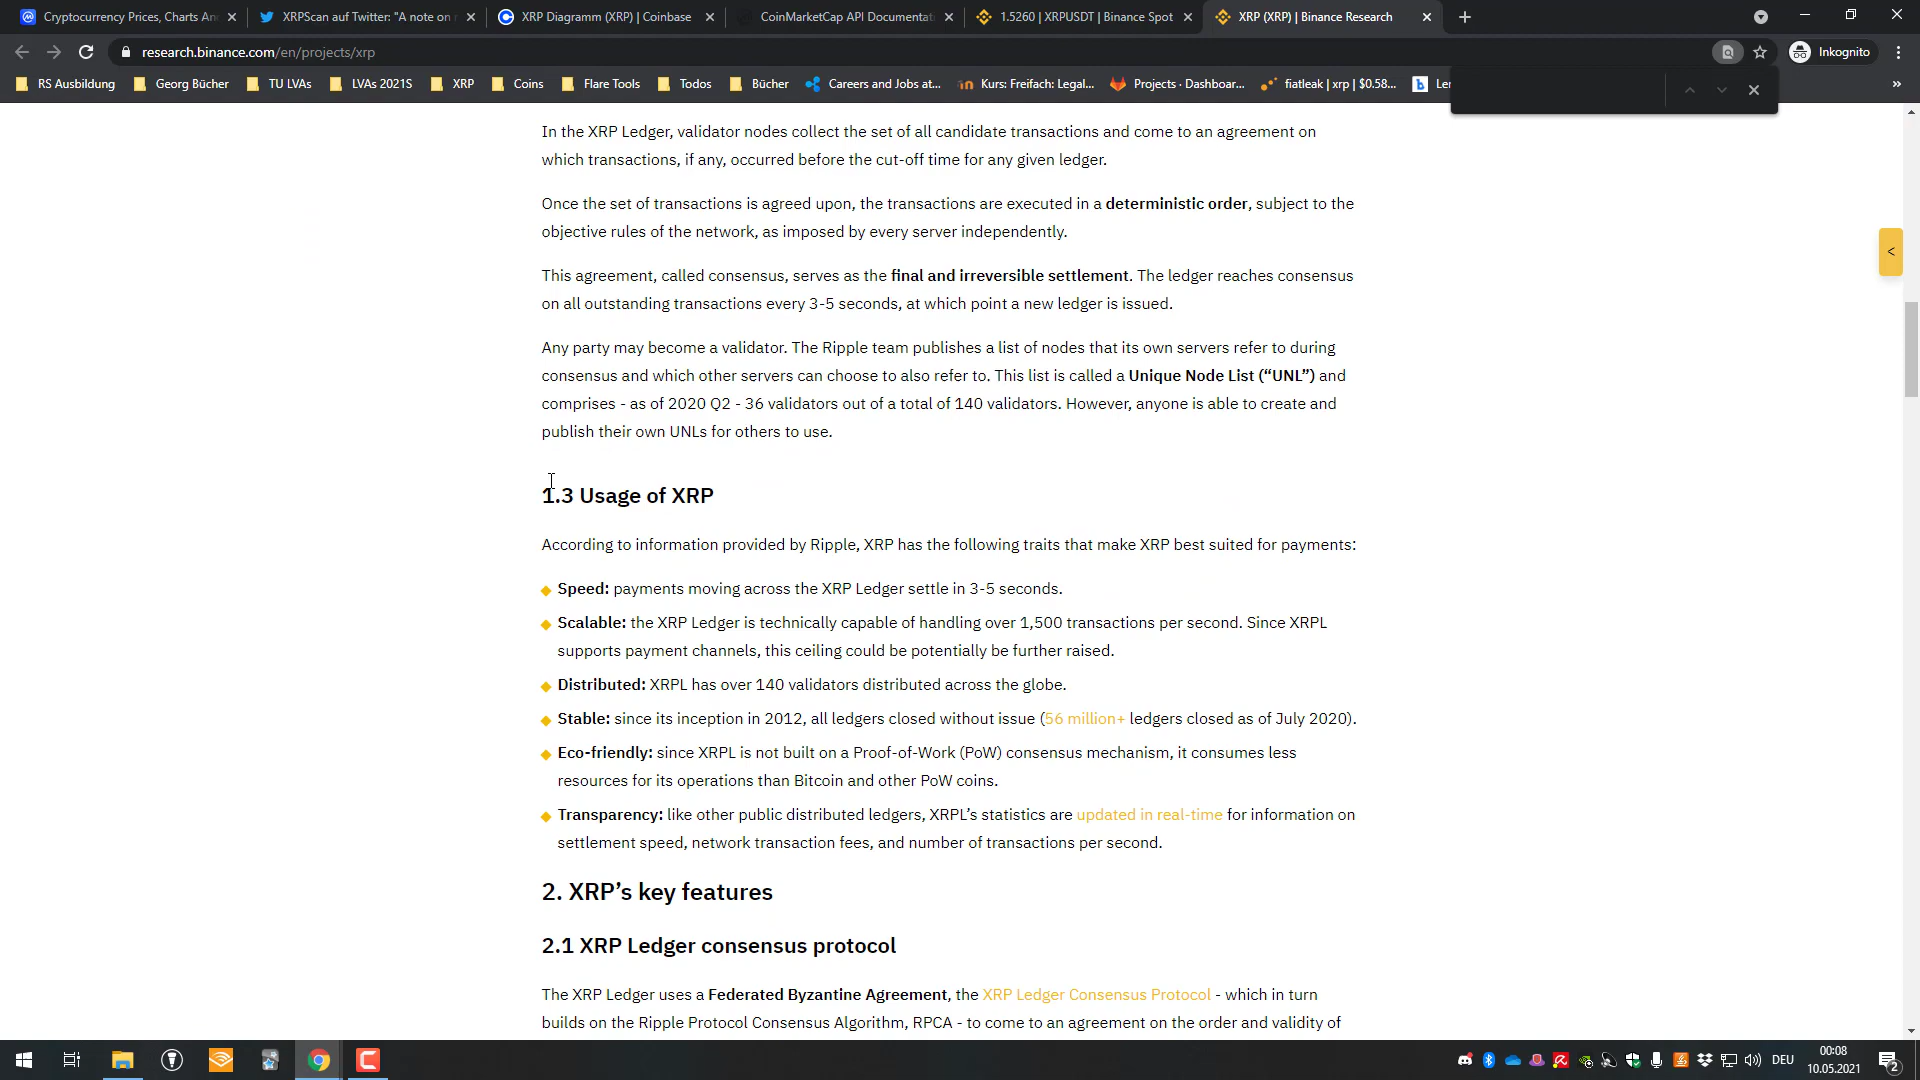 Cryptocurrency Prices, Charts An
XRPScan auf Twitter: "A note on r
XRP Diagramm (XRP) | Coinbase
CoinMarketCap API Documentat
1.5260 | XRPUSDT | Binance Spot
XRP (XRP) | Binance Research
research.binance.com/en/projects/xrp
Inkognito
RS Ausbildung
Georg Bücher
TU LVAs
LVAs 2021S
XRP
Coins
Flare Tools
Todos
Bücher
Careers and Jobs at...
Kurs: Freifach: Legal...
Projects · Dashboar...
fiatleak | xrp | $0.58...
Ler
In the XRP Ledger, validator nodes collect the set of all candidate transactions and come to an agreement on
which transactions, if any, occurred before the cut-off time for any given ledger.
Once the set of transactions is agreed upon, the transactions are executed in a deterministic order, subject to the
objective rules of the network, as imposed by every server independently.
This agreement, called consensus, serves as the final and irreversible settlement. The ledger reaches consensus
on all outstanding transactions every 3-5 seconds, at which point a new ledger is issued.
Any party may become a validator. The Ripple team publishes a list of nodes that its own servers refer to during
consensus and which other servers can choose to also refer to. This list is called a Unique Node List (“UNL”) and
comprises - as of 2020 Q2 - 36 validators out of a total of 140 validators. However, anyone is able to create and
publish their own UNLs for others to use.
1.3 Usage of XRP
According to information provided by Ripple, XRP has the following traits that make XRP best suited for payments:
Speed: payments moving across the XRP Ledger settle in 3-5 seconds.
Scalable: the XRP Ledger is technically capable of handling over 1,500 transactions per second. Since XRPL
supports payment channels, this ceiling could be potentially be further raised.
Distributed: XRPL has over 140 validators distributed across the globe.
Stable: since its inception in 2012, all ledgers closed without issue (56 million+ ledgers closed as of July 2020).
Eco-friendly: since XRPL is not built on a Proof-of-Work (PoW) consensus mechanism, it consumes less
resources for its operations than Bitcoin and other PoW coins.
Transparency: like other public distributed ledgers, XRPL’s statistics are updated in real-time for information on
settlement speed, network transaction fees, and number of transactions per second.
2. XRP’s key features
2.1 XRP Ledger consensus protocol
The XRP Ledger uses a Federated Byzantine Agreement, the XRP Ledger Consensus Protocol - which in turn
builds on the Ripple Protocol Consensus Algorithm, RPCA - to come to an agreement on the order and validity of
DEU
00:08
10.05.2021
2